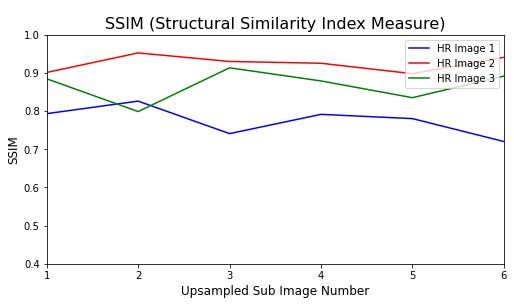 SSIM (Structural Similarity Index Measure)
1.0
0.9
0.8
0.7
0.6
0.5
0.4
SSIM
HR Image 1
HR Image 2
HR Image 3
1 2 3 4 5 6
Upsampled Sub Image Number